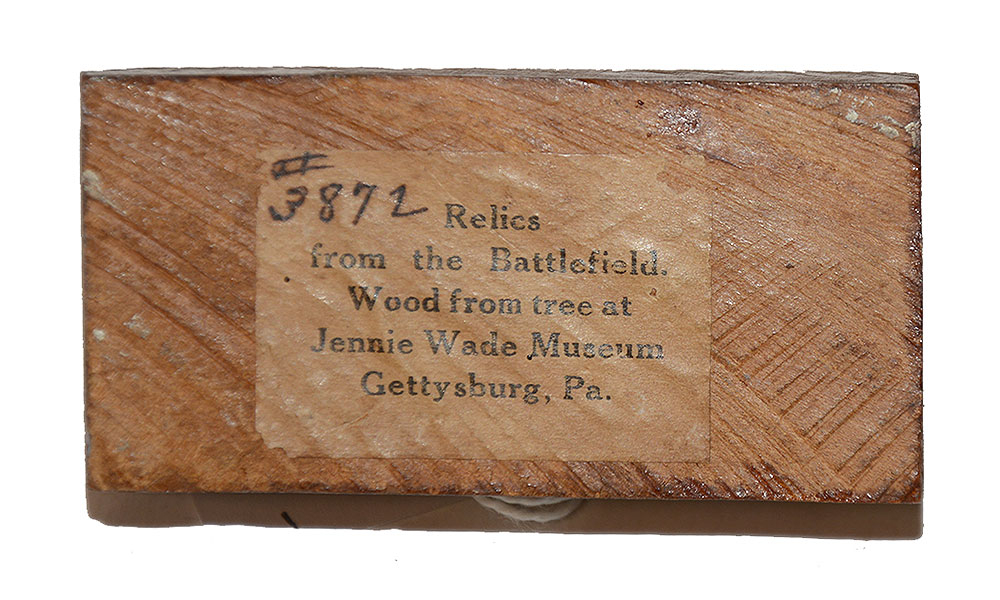 #
3872
Relics
from the Battlefield.
Wood from tree at
Jennie Wade Museum
Gettysburg, Pa.